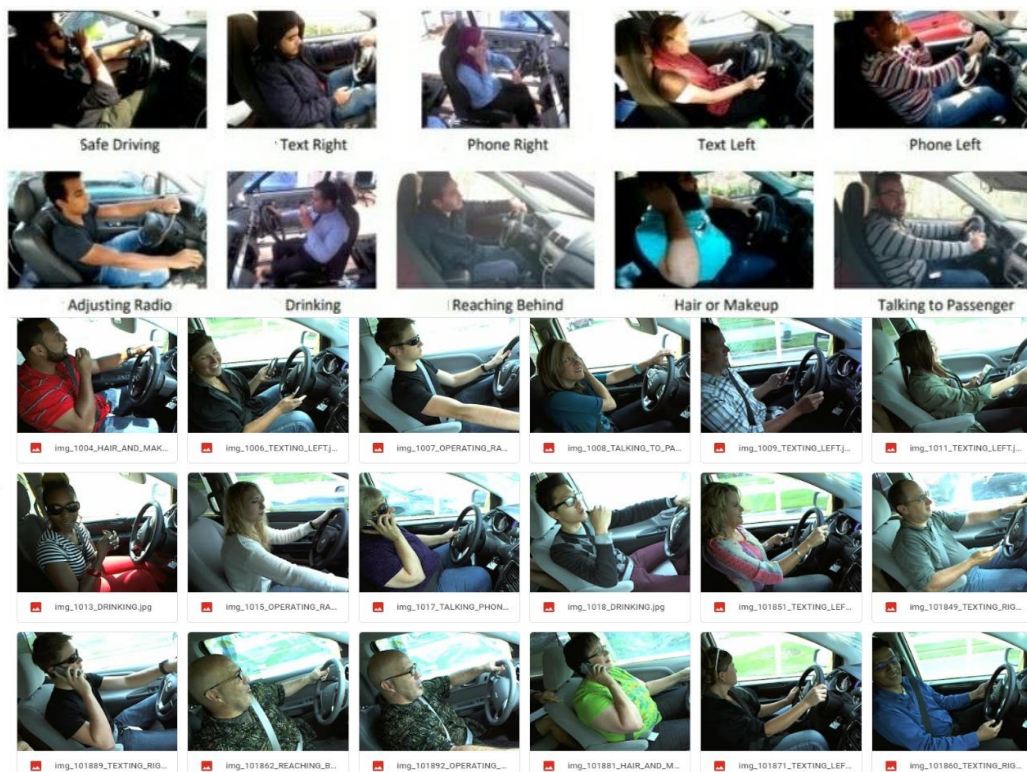 Safe Driving
Text Right
Phone Right
Text Left
Phone Left
Adjusting Radio
Drinking
Reaching Behind
Hair or Makeup
Talking to Passenger
img_1004_HAIR_AND_MAK...
img_1006_TEXTING_LEFT.j...
img_1007_OPERATING_RA...
img_1008_TALKING_TO_PA...
img_1009_TEXTING_LEFT.j...
img_1011_TEXTING_LEFT.j...
img_1013_DRINKING.jpg
img_1015_OPERATING_RA...
img_1017_TALKING_PHON...
img_1018_DRINKING.jpg
img_101851_TEXTING_LEF...
img_101849_TEXTING_RIG...
img_101889_TEXTING_RIG...
img_101862_REACHING_B...
img_101892_OPERATING_...
img_101881_HAIR_AND_M...
img_101871_TEXTING_LEF...
img_101860_TEXTING_RIG...